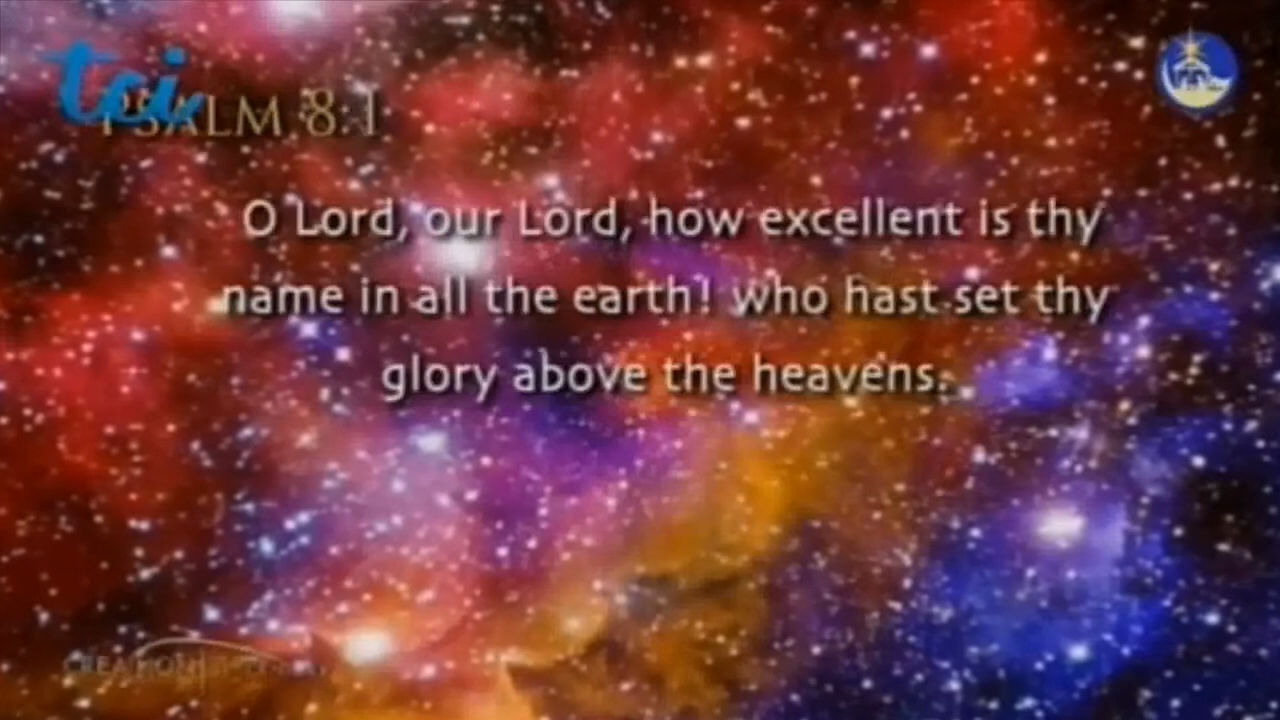 tci
PSALM 8:1
O Lord, our Lord, how excellent is thy
name in all the earth! who hast set thy
glory above the heavens.